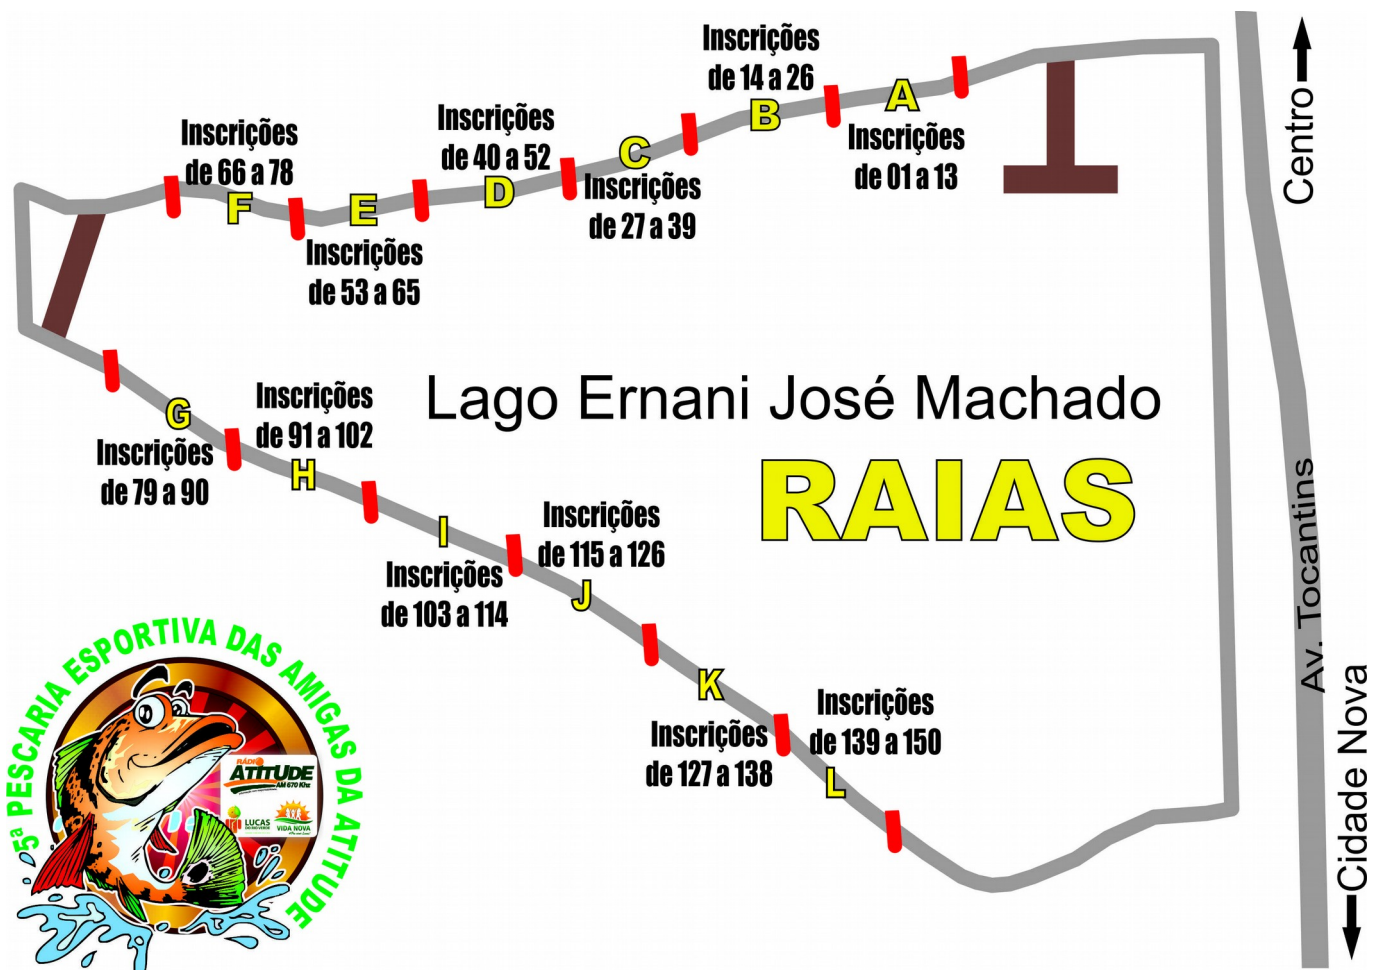 Inscrições
de 14 a 26
B
A
Inscrições
de 01 a 13
Centro
Inscrições
de 40 a 52
D
C
Inscrições
de 27 a 39
Inscrições
de 66 a 78
F
E
Inscrições
de 53 a 65
Lago Ernani José Machado
RAIAS
G
Inscrições
de 79 a 90
Inscrições
de 91 a 102
H
I
Inscrições
de 103 a 114
Inscrições
de 115 a 126
J
K
Inscrições
de 127 a 138
Inscrições
de 139 a 150
L
Av. Tocantins
Cidade Nova
5ª PESCARIA ESPORTIVA DAS AMIGAS DA ATITUDE
RÁDIO
ATITUDE
AM 670 Khz
LUCAS
DO RIO VERDE
VIDA NOVA